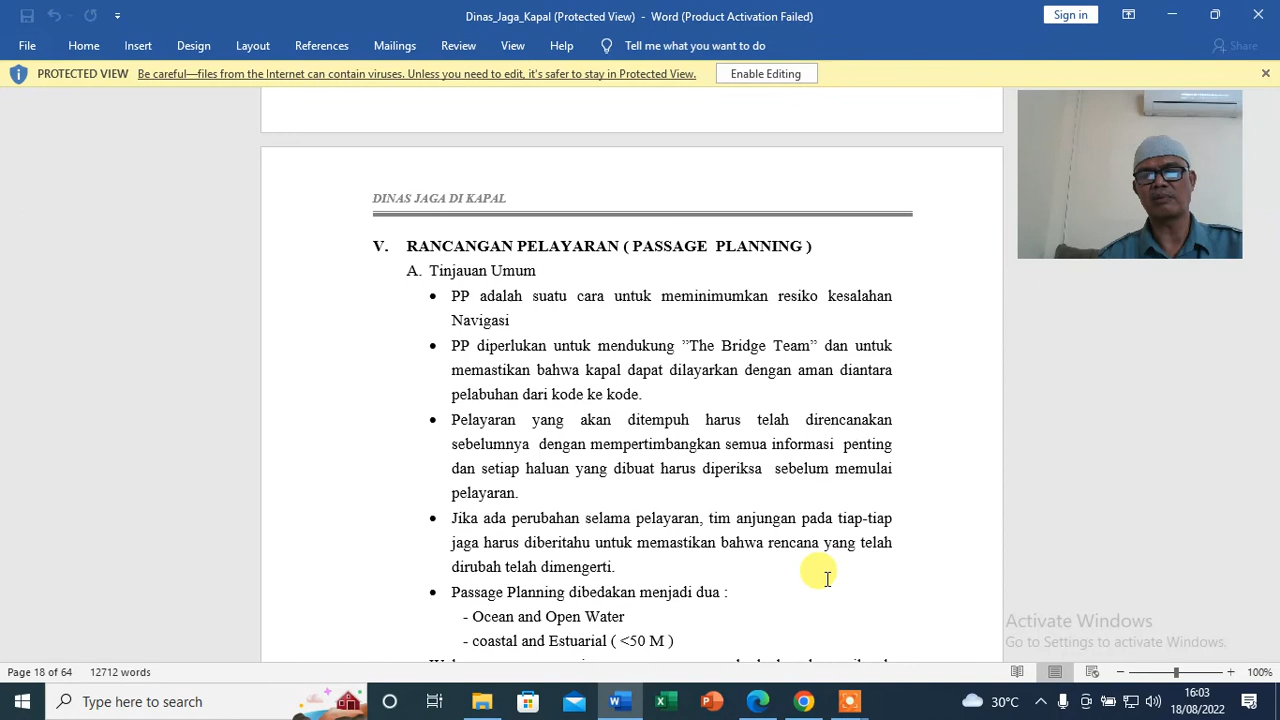 Dinas_Jaga_Kapal (Protected View) - Word (Product Activation Failed)
Sign in
File Home Insert Design Layout References Mailings Review View Help Tell me what you want to do Share
PROTECTED VIEW Be careful—files from the Internet can contain viruses. Unless you need to edit, it's safer to stay in Protected View. Enable Editing
DINAS JAGA DI KAPAL
V. RANCANGAN PELAYARAN ( PASSAGE PLANNING )
A. Tinjauan Umum
• PP adalah suatu cara untuk meminimumkan resiko kesalahan
Navigasi
• PP diperlukan untuk mendukung ”The Bridge Team” dan untuk
memastikan bahwa kapal dapat dilayarkan dengan aman diantara
pelabuhan dari kode ke kode.
• Pelayaran yang akan ditempuh harus telah direncanakan
sebelumnya dengan mempertimbangkan semua informasi penting
dan setiap haluan yang dibuat harus diperiksa sebelum memulai
pelayaran.
• Jika ada perubahan selama pelayaran, tim anjungan pada tiap-tiap
jaga harus diberitahu untuk memastikan bahwa rencana yang telah
dirubah telah dimengerti.
• Passage Planning dibedakan menjadi dua :
- Ocean and Open Water
- coastal and Estuarial ( <50 M )
Activate Windows
Go to Settings to activate Windows.
Page 18 of 64 12712 words 100%
Type here to search
30°C
16:03
18/08/2022